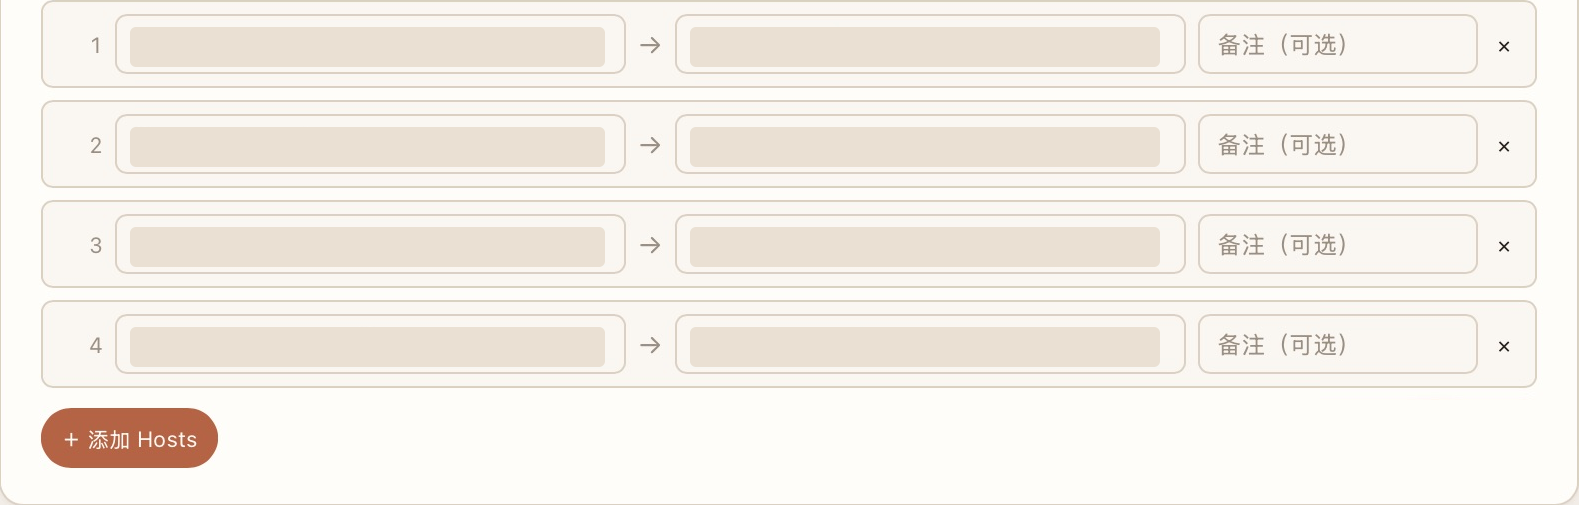 1 → 备注（可选） ×
2 → 备注（可选） ×
3 → 备注（可选） ×
4 → 备注（可选） ×
+ 添加 Hosts